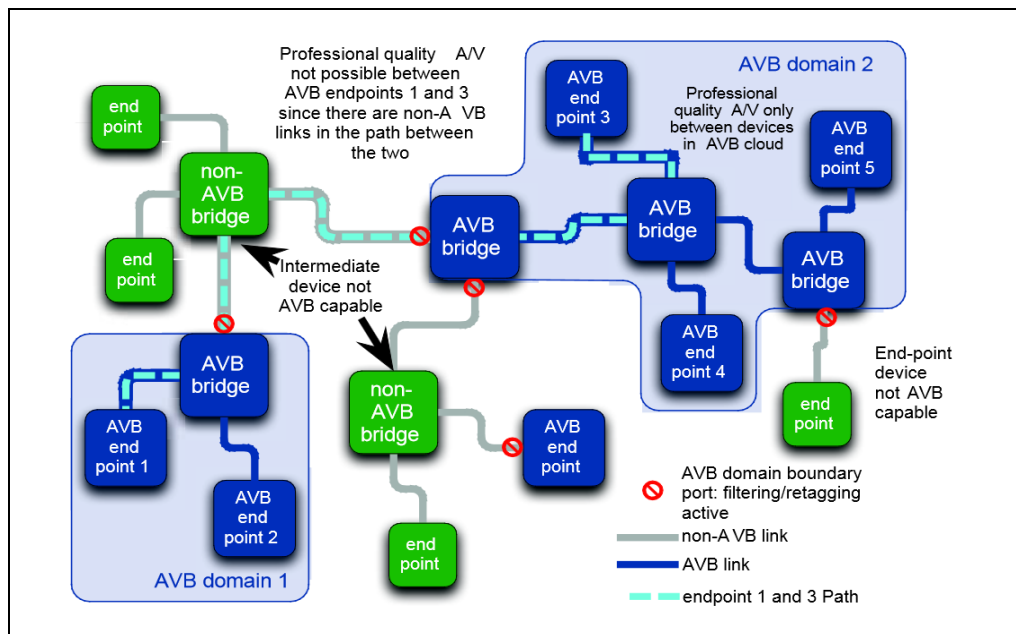 Professional quality A/V
not possible between
AVB endpoints 1 and 3
since there are non-A VB
links in the path between
the two
AVB domain 2
Professional
quality A/V only
between devices
in AVB cloud
end
point
end
point
non-
AVB
bridge
AVB
end
point 3
AVB
end
point 5
AVB
bridge
AVB
bridge
AVB
bridge
AVB
end
point 4
Intermediate
device not
AVB capable
AVB
bridge
AVB
end
point 1
AVB
end
point 2
AVB domain 1
non-
AVB
bridge
AVB
end
point
end
point
end
point
End-point
device
not AVB
capable
AVB domain boundary
port: filtering/retagging
active
non-A VB link
AVB link
endpoint 1 and 3 Path